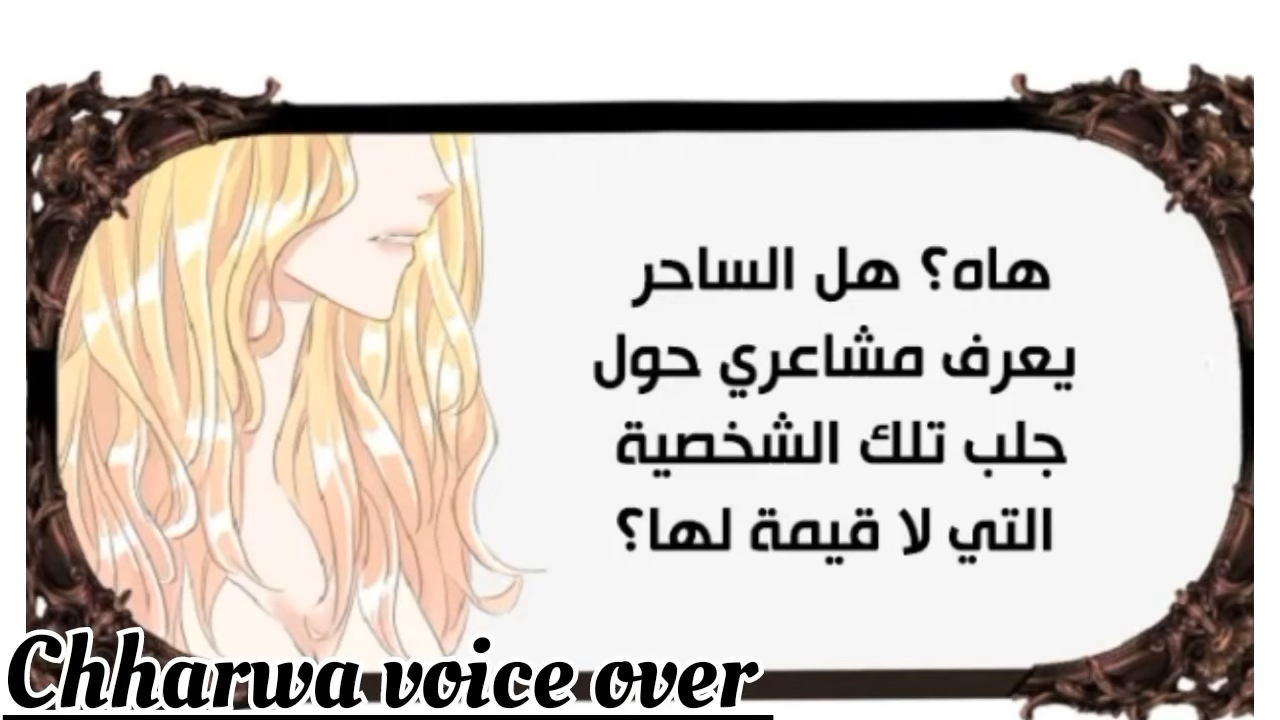 هاه؟ هل الساحر
يعرف مشاعري حول
جلب تلك الشخصية
التي لا قيمة لها؟
Chharwa voice over